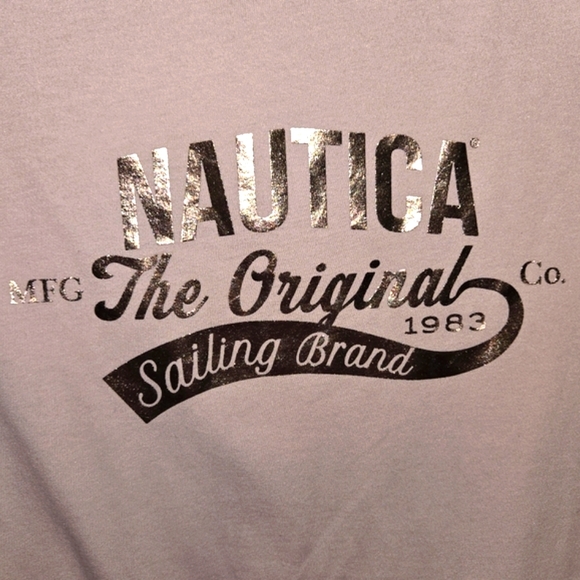 NAUTICA®
MFG The Original Co.
1983
Sailing Brand